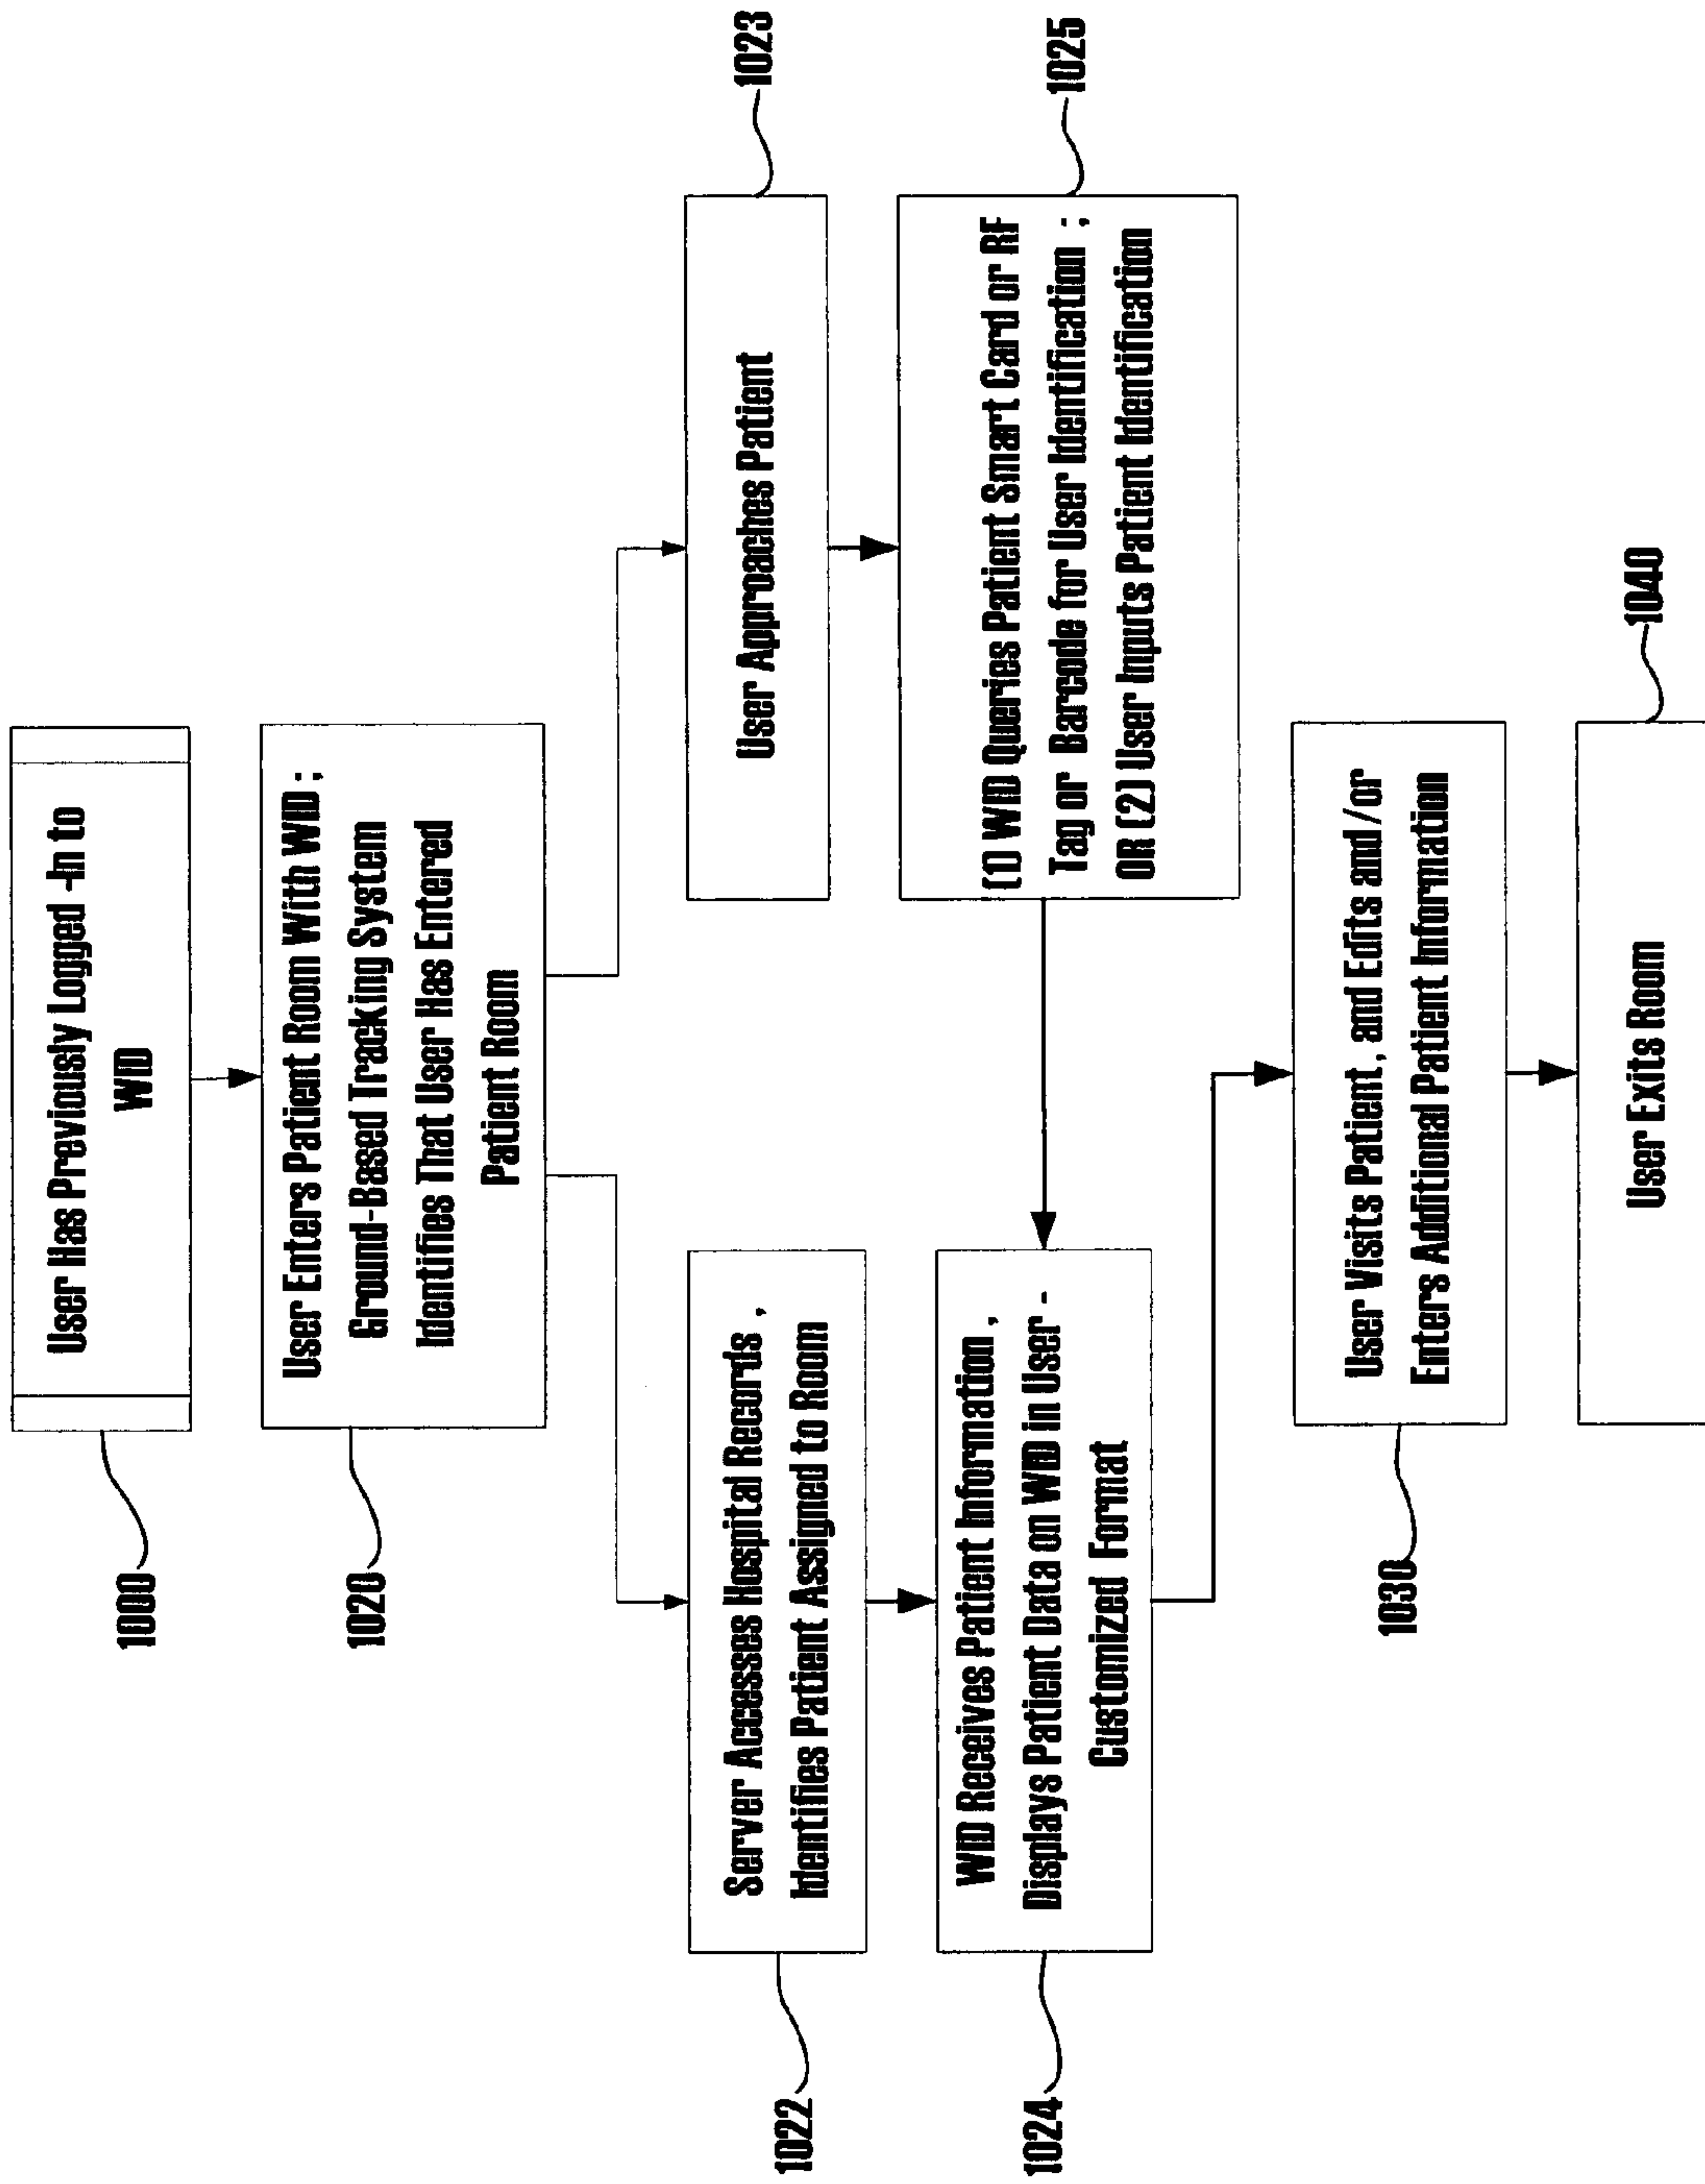 1000
User Has Previously Logged -In to
WID
1020
User Enters Patient Room With WID ;
Ground-Based Tracking System
Identifies That User Has Entered
Patient Room
1022
Server Accesses Hospital Records ,
Identifies Patient Assigned to Room
User Approaches Patient
1023
1024
WID Receives Patient Information ,
Displays Patient Data on WID in User -
Customized Format
(1) WID Queries Patient Smart Card or RF
Tag or Barcode for User Identification ;
OR (2) User Inputs Patient Identification
1025
1030
User Visits Patient , and Edits and /or
Enters Additional Patient Information
User Exits Room
1040